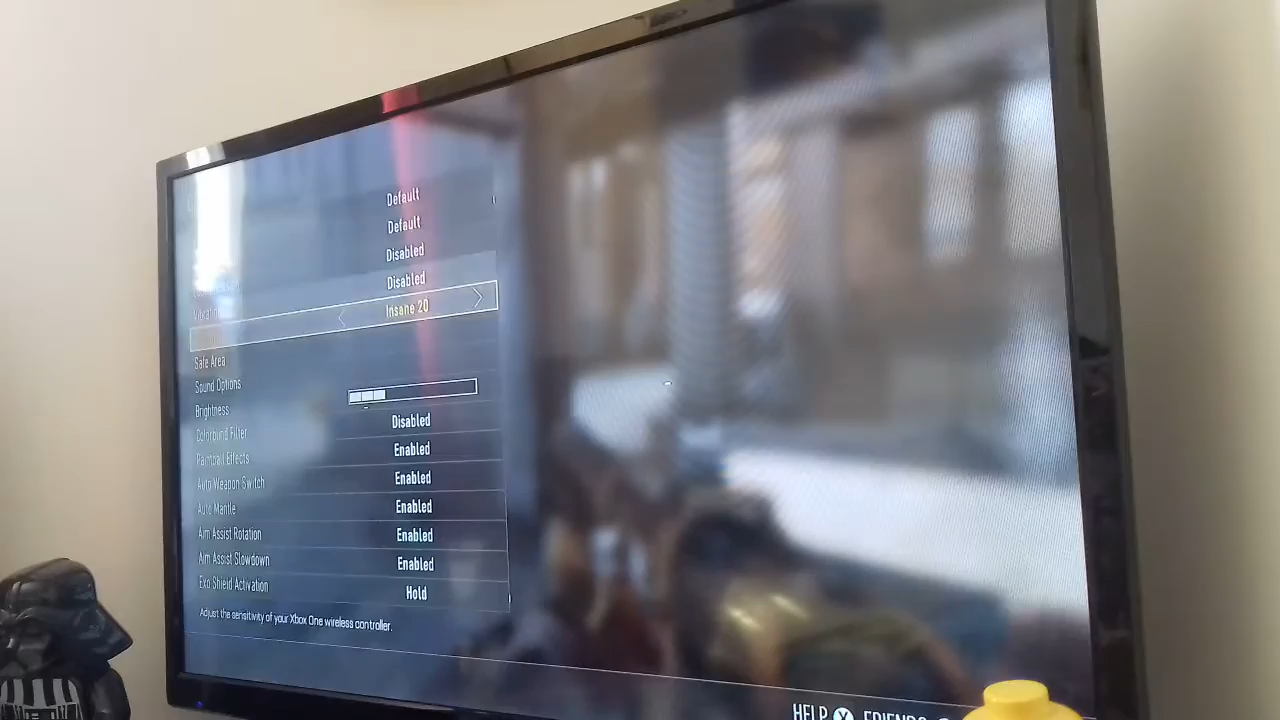 Default
Default
Disabled
Disabled
Vibration
Insane 20
Safe Area
Sound Options
Brightness
Colorblind Filter Disabled
Paintball Effects Enabled
Auto Weapon Switch Enabled
Auto Mantle Enabled
Aim Assist Rotation Enabled
Aim Assist Slowdown Enabled
Exo Shield Activation Hold
Adjust the sensitivity of your Xbox One wireless controller.
HELP Y FRIENDS